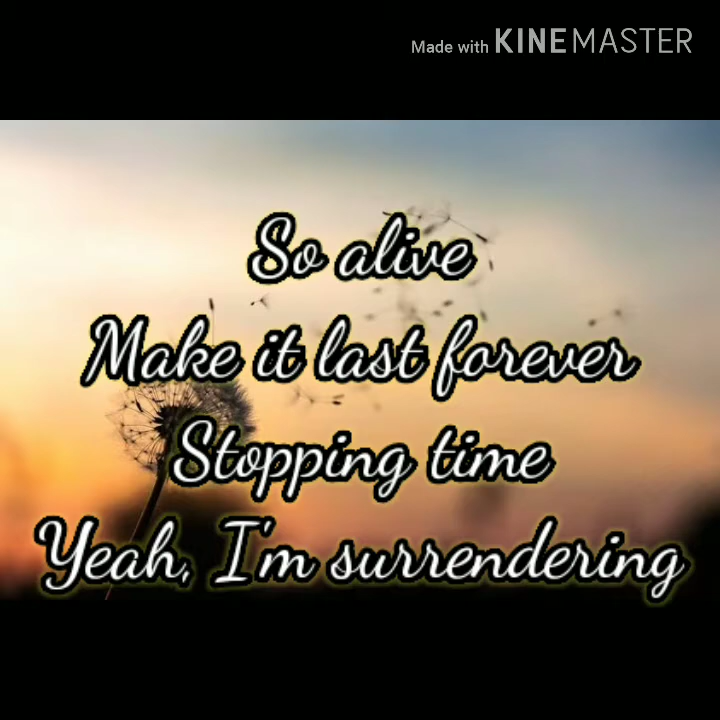 Made with KINEMASTER
So alive
Make it last forever
Stopping time
Yeah, I'm surrendering